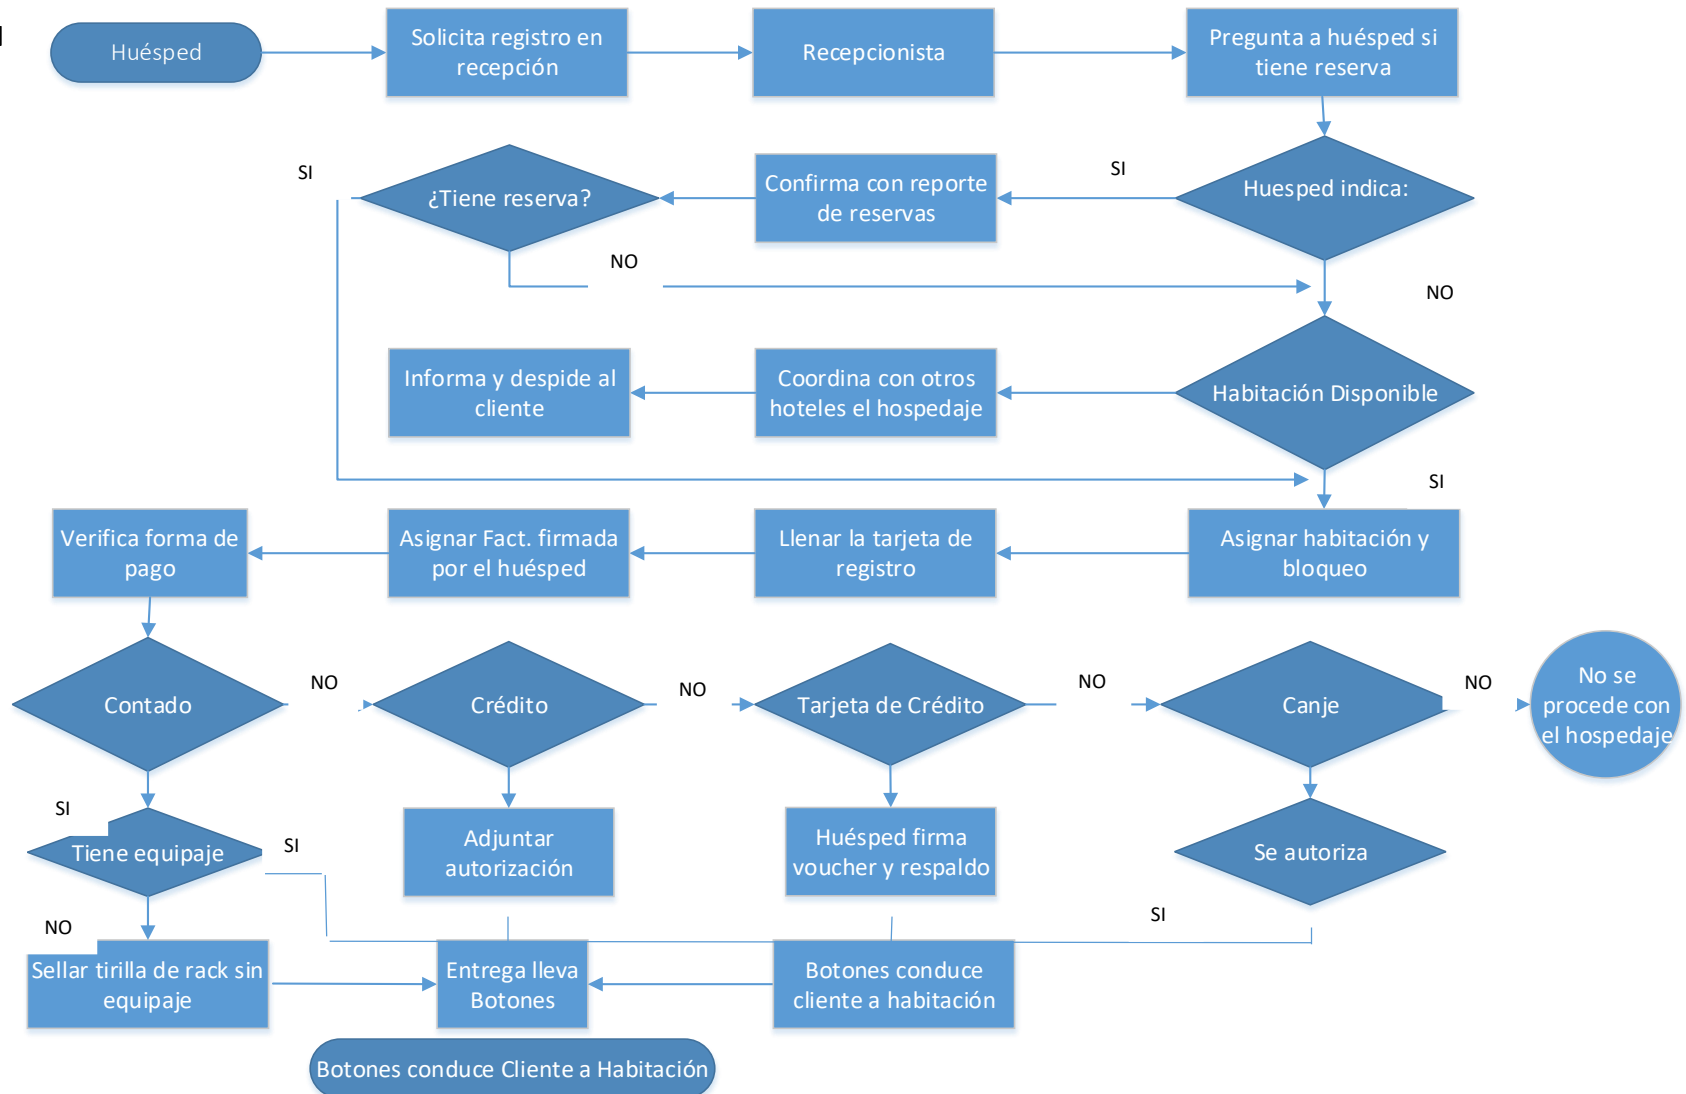 Huésped
Solicita registro en
recepción
Recepcionista
Pregunta a huésped si
tiene reserva
SI
¿Tiene reserva?
Confirma con reporte
de reservas
SI
Huesped indica:
NO
NO
Informa y despide al
cliente
Coordina con otros
hoteles el hospedaje
Habitación Disponible
SI
Verifica forma de
pago
Asignar Fact. firmada
por el huésped
Llenar la tarjeta de
registro
Asignar habitación y
bloqueo
Contado
NO
Crédito
NO
Tarjeta de Crédito
NO
Canje
NO
No se
procede con
el hospedaje
SI
Tiene equipaje
SI
Adjuntar
autorización
Huésped firma
voucher y respaldo
Se autoriza
NO
SI
Sellar tirilla de rack sin
equipaje
Entrega lleva
Botones
Botones conduce
cliente a habitación
Botones conduce Cliente a Habitación